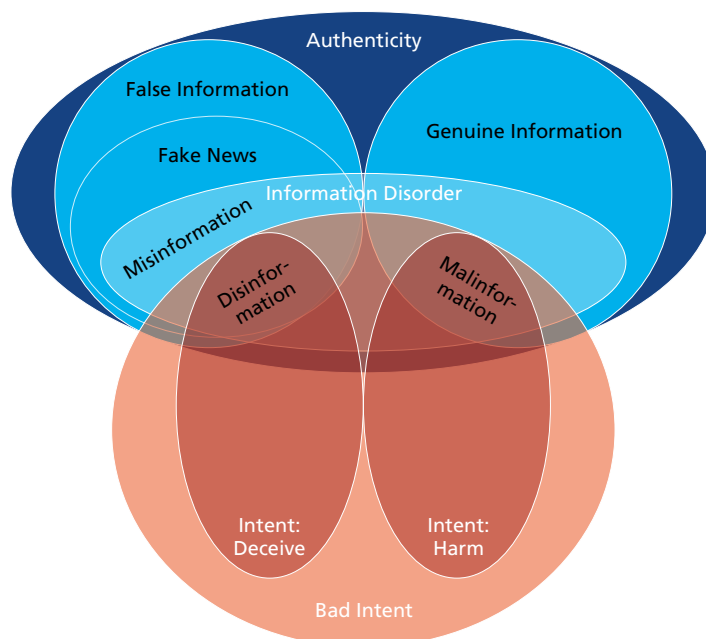 Authenticity
False Information
Genuine Information
Fake News
Information Disorder
Misinformation
Disinfor-
mation
Malinfor-
mation
Intent:
Deceive
Intent:
Harm
Bad Intent